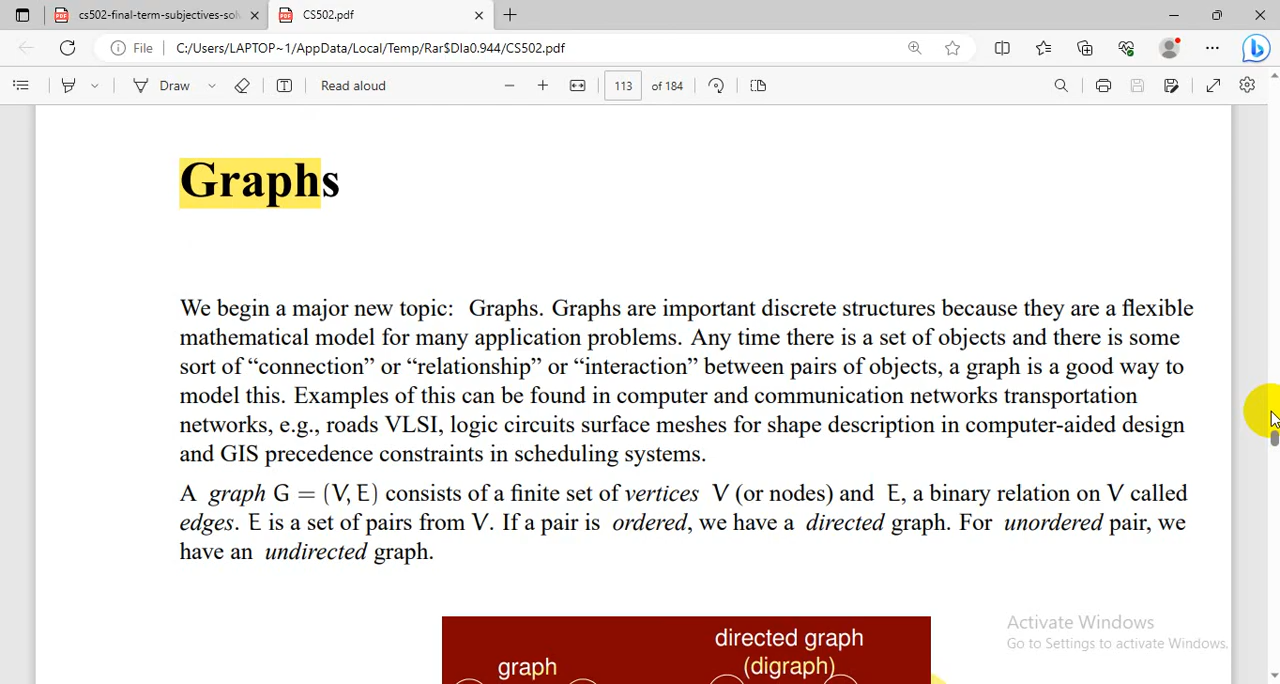 cs502-final-term-subjectives-sol
CS502.pdf
File
C:/Users/LAPTOP~1/AppData/Local/Temp/Rar$DIa0.944/CS502.pdf
Draw
Read aloud
113 of 184
Graphs
We begin a major new topic: Graphs. Graphs are important discrete structures because they are a flexible
mathematical model for many application problems. Any time there is a set of objects and there is some
sort of “connection” or “relationship” or “interaction” between pairs of objects, a graph is a good way to
model this. Examples of this can be found in computer and communication networks transportation
networks, e.g., roads VLSI, logic circuits surface meshes for shape description in computer-aided design
and GIS precedence constraints in scheduling systems.
A graph G = (V, E) consists of a finite set of vertices V (or nodes) and E, a binary relation on V called
edges. E is a set of pairs from V. If a pair is ordered, we have a directed graph. For unordered pair, we
have an undirected graph.
directed graph
graph (digraph)
Activate Windows
Go to Settings to activate Windows.